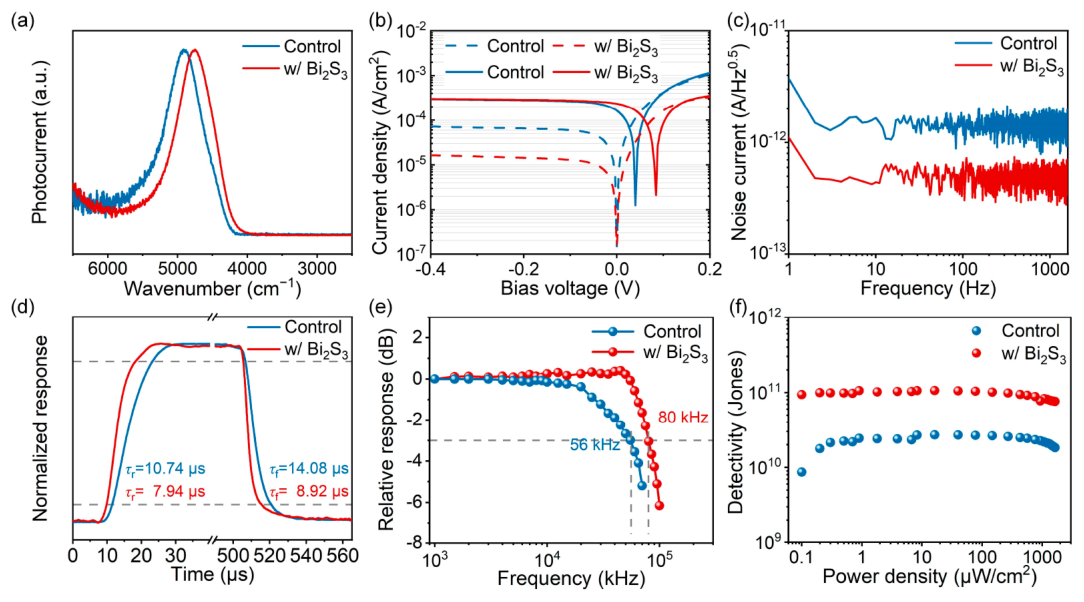 (a)
Control
w/ Bi₂S₃
Photocurrent (a.u.)
6000 5000 4000 3000
Wavenumber (cm⁻¹)
(b)
Control w/ Bi₂S₃
Control w/ Bi₂S₃
Current density (A/cm²)
10⁻² 10⁻³ 10⁻⁴ 10⁻⁵ 10⁻⁶ 10⁻⁷
-0.4 -0.2 0.0 0.2
Bias voltage (V)
(c)
Control
w/ Bi₂S₃
Noise current (A/Hz⁰·⁵)
10⁻¹¹ 10⁻¹² 10⁻¹³
1 10 100 1000
Frequency (Hz)
(d)
Control
w/ Bi₂S₃
Normalized response
τr=10.74 μs
τr= 7.94 μs
τf=14.08 μs
τf= 8.92 μs
0 15 30 500 520 540 560
Time (μs)
(e)
Control
w/ Bi₂S₃
Relative response (dB)
2 0 -2 -4 -6 -8
56 kHz
80 kHz
10³ 10⁴ 10⁵
Frequency (kHz)
(f)
Control
w/ Bi₂S₃
Detectivity (Jones)
10¹² 10¹¹ 10¹⁰ 10⁹
0.1 1 10 100 1000
Power density (μW/cm²)